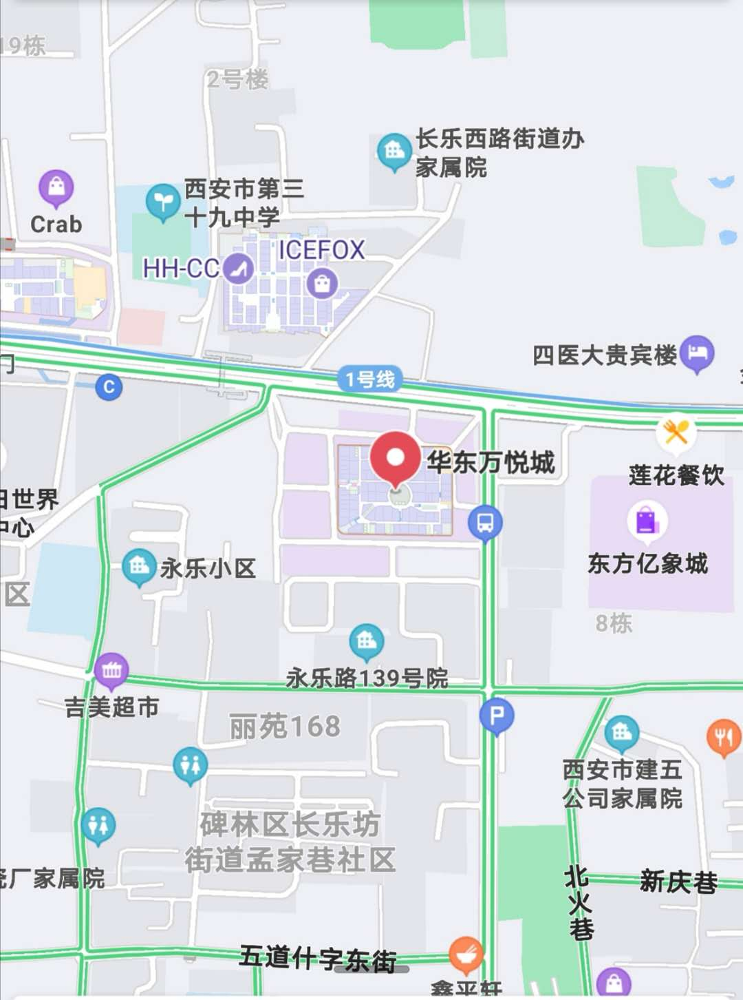 19栋
2号楼
长乐西路街道办
家属院
西安市第三
十九中学
Crab
ICEFOX
HH-CC
四医大贵宾楼
门
C
1号线
华东万悦城
莲花餐饮
世界
中心
东方亿象城
永乐小区
区
8栋
永乐路139号院
吉美超市
丽苑168
P
西安市建五
公司家属院
碑林区长乐坊
街道孟家巷社区
厂家属院
北火巷
新庆巷
五道什字东街
鑫平轩